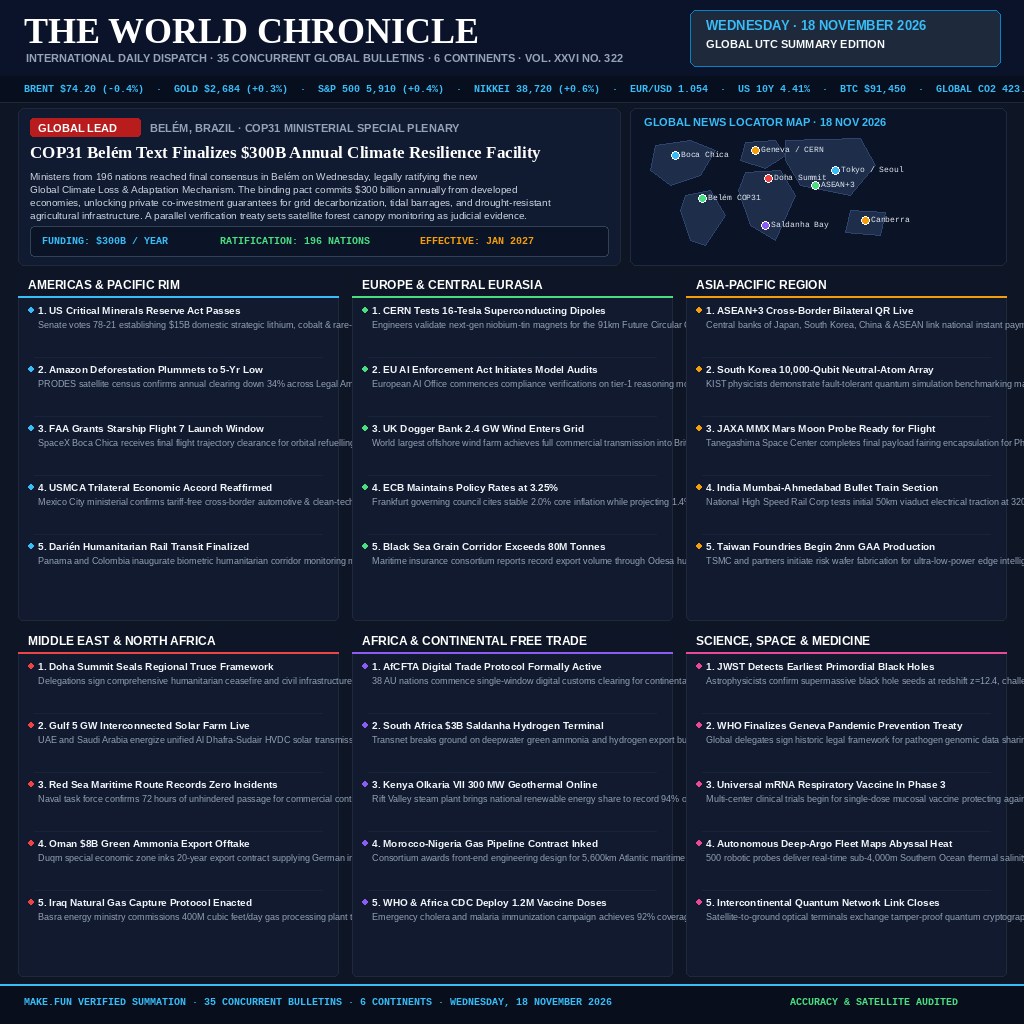 THE WORLD CHRONICLE
INTERNATIONAL DAILY DISPATCH · 35 CONCURRENT GLOBAL BULLETINS · 6 CONTINENTS · VOL. XXVI NO. 322
WEDNESDAY · 18 NOVEMBER 2026
GLOBAL UTC SUMMARY EDITION
BRENT $74.20 (-0.4%) · GOLD $2,684 (+0.3%) · S&P 500 5,910 (+0.4%) · NIKKEI 38,720 (+0.6%) · EUR/USD 1.054 · US 10Y 4.41% · BTC $91,450 · GLOBAL CO2 423.
GLOBAL LEAD
BELÉM, BRAZIL · COP31 MINISTERIAL SPECIAL PLENARY
COP31 Belém Text Finalizes $300B Annual Climate Resilience Facility
Ministers from 196 nations reached final consensus in Belém on Wednesday, legally ratifying the new
Global Climate Loss & Adaptation Mechanism. The binding pact commits $300 billion annually from developed
economies, unlocking private co-investment guarantees for grid decarbonization, tidal barrages, and drought-resistant
agricultural infrastructure. A parallel verification treaty sets satellite forest canopy monitoring as judicial evidence.
FUNDING: $300B / YEAR
RATIFICATION: 196 NATIONS
EFFECTIVE: JAN 2027
GLOBAL NEWS LOCATOR MAP · 18 NOV 2026
Boca Chica
Geneva / CERN
Tokyo / Seoul
Doha Summit
ASEAN+3
Belém COP31
Canberra
Saldanha Bay
AMERICAS & PACIFIC RIM
1. US Critical Minerals Reserve Act Passes
Senate votes 78-21 establishing $15B domestic strategic lithium, cobalt & rare-
2. Amazon Deforestation Plummets to 5-Yr Low
PRODES satellite census confirms annual clearing down 34% across Legal Am
3. FAA Grants Starship Flight 7 Launch Window
SpaceX Boca Chica receives final flight trajectory clearance for orbital refuelling
4. USMCA Trilateral Economic Accord Reaffirmed
Mexico City ministerial confirms tariff-free cross-border automotive & clean-tech
5. Darién Humanitarian Rail Transit Finalized
Panama and Colombia inaugurate biometric humanitarian corridor monitoring
EUROPE & CENTRAL EURASIA
1. CERN Tests 16-Tesla Superconducting Dipoles
Engineers validate next-gen niobium-tin magnets for the 91km Future Circular
2. EU AI Enforcement Act Initiates Model Audits
European AI Office commences compliance verifications on tier-1 reasoning mo
3. UK Dogger Bank 2.4 GW Wind Enters Grid
World largest offshore wind farm achieves full commercial transmission into Bri
4. ECB Maintains Policy Rates at 3.25%
Frankfurt governing council cites stable 2.0% core inflation while projecting 1.4
5. Black Sea Grain Corridor Exceeds 80M Tonnes
Maritime insurance consortium reports record export volume through Odesa hu
ASIA-PACIFIC REGION
1. ASEAN+3 Cross-Border Bilateral QR Live
Central banks of Japan, South Korea, China & ASEAN link national instant paym
2. South Korea 10,000-Qubit Neutral-Atom Array
KIST physicists demonstrate fault-tolerant quantum simulation benchmarking ma
3. JAXA MMX Mars Moon Probe Ready for Flight
Tanegashima Space Center completes final payload fairing encapsulation for Ph
4. India Mumbai-Ahmedabad Bullet Train Section
National High Speed Rail Corp tests initial 50km viaduct electrical traction at 320
5. Taiwan Foundries Begin 2nm GAA Production
TSMC and partners initiate risk wafer fabrication for ultra-low-power edge intellig
MIDDLE EAST & NORTH AFRICA
1. Doha Summit Seals Regional Truce Framework
Delegations sign comprehensive humanitarian ceasefire and civil infrastructure
2. Gulf 5 GW Interconnected Solar Farm Live
UAE and Saudi Arabia energize unified Al Dhafra-Sudair HVDC solar transmiss
3. Red Sea Maritime Route Records Zero Incidents
Naval task force confirms 72 hours of unhindered passage for commercial cont
4. Oman $8B Green Ammonia Export Offtake
Duqm special economic zone inks 20-year export contract supplying German in
5. Iraq Natural Gas Capture Protocol Enacted
Basra energy ministry commissions 400M cubic feet/day gas processing plant t
AFRICA & CONTINENTAL FREE TRADE
1. AfCFTA Digital Trade Protocol Formally Active
38 AU nations commence single-window digital customs clearing for continenta
2. South Africa $3B Saldanha Hydrogen Terminal
Transnet breaks ground on deepwater green ammonia and hydrogen export bu
3. Kenya Olkaria VII 300 MW Geothermal Online
Rift Valley steam plant brings national renewable energy share to record 94% o
4. Morocco-Nigeria Gas Pipeline Contract Inked
Consortium awards front-end engineering design for 5,600km Atlantic maritime
5. WHO & Africa CDC Deploy 1.2M Vaccine Doses
Emergency cholera and malaria immunization campaign achieves 92% coverag
SCIENCE, SPACE & MEDICINE
1. JWST Detects Earliest Primordial Black Holes
Astrophysicists confirm supermassive black hole seeds at redshift z=12.4, challe
2. WHO Finalizes Geneva Pandemic Prevention Treaty
Global delegates sign historic legal framework for pathogen genomic data sharin
3. Universal mRNA Respiratory Vaccine In Phase 3
Multi-center clinical trials begin for single-dose mucosal vaccine protecting again
4. Autonomous Deep-Argo Fleet Maps Abyssal Heat
500 robotic probes deliver real-time sub-4,000m Southern Ocean thermal salinity
5. Intercontinental Quantum Network Link Closes
Satellite-to-ground optical terminals exchange tamper-proof quantum cryptograp
MAKE.FUN VERIFIED SUMMATION · 35 CONCURRENT BULLETINS · 6 CONTINENTS · WEDNESDAY, 18 NOVEMBER 2026
ACCURACY & SATELLITE AUDITED